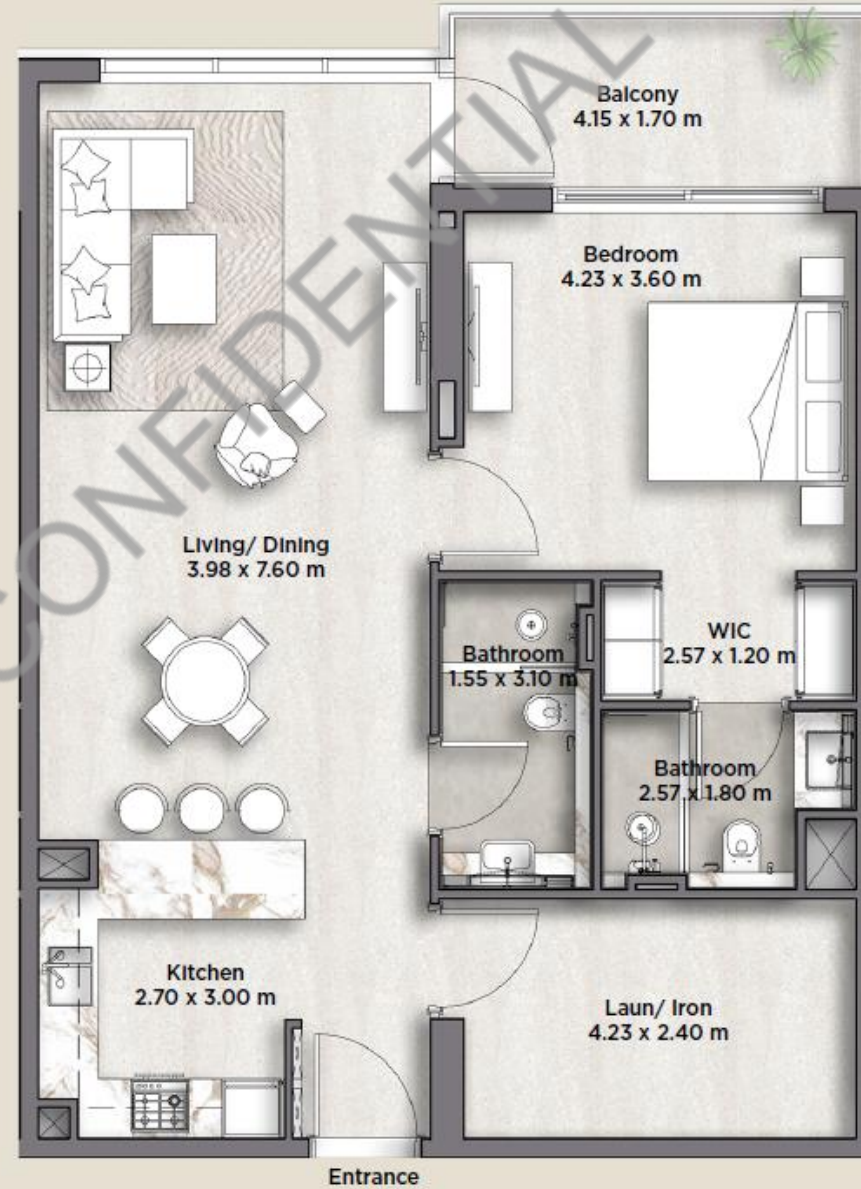 Balcony
4.15 x 1.70 m
Bedroom
4.23 x 3.60 m
CONFIDENTIAL
Living/ Dining
3.98 x 7.60 m
WIC
2.57 x 1.20 m
Bathroom
1.55 x 3.10 m
Bathroom
2.57 x 1.80 m
Kitchen
2.70 x 3.00 m
Laun/ Iron
4.23 x 2.40 m
Entrance